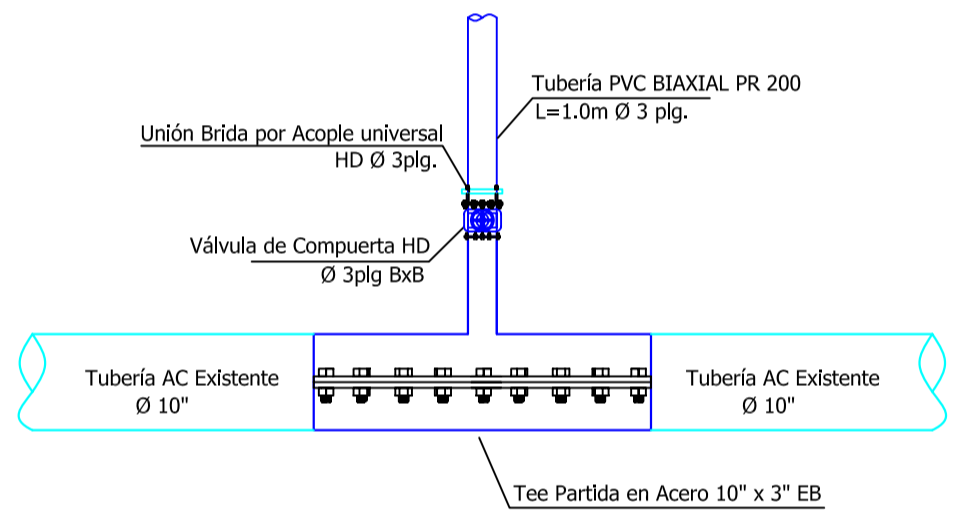 Tubería PVC BIAXIAL PR 200
L=1.0m Ø 3 plg.
Unión Brida por Acople universal
HD Ø 3plg.
Válvula de Compuerta HD
Ø 3plg BxB
Tubería AC Existente
Ø 10"
Tubería AC Existente
Ø 10"
Tee Partida en Acero 10" x 3" EB